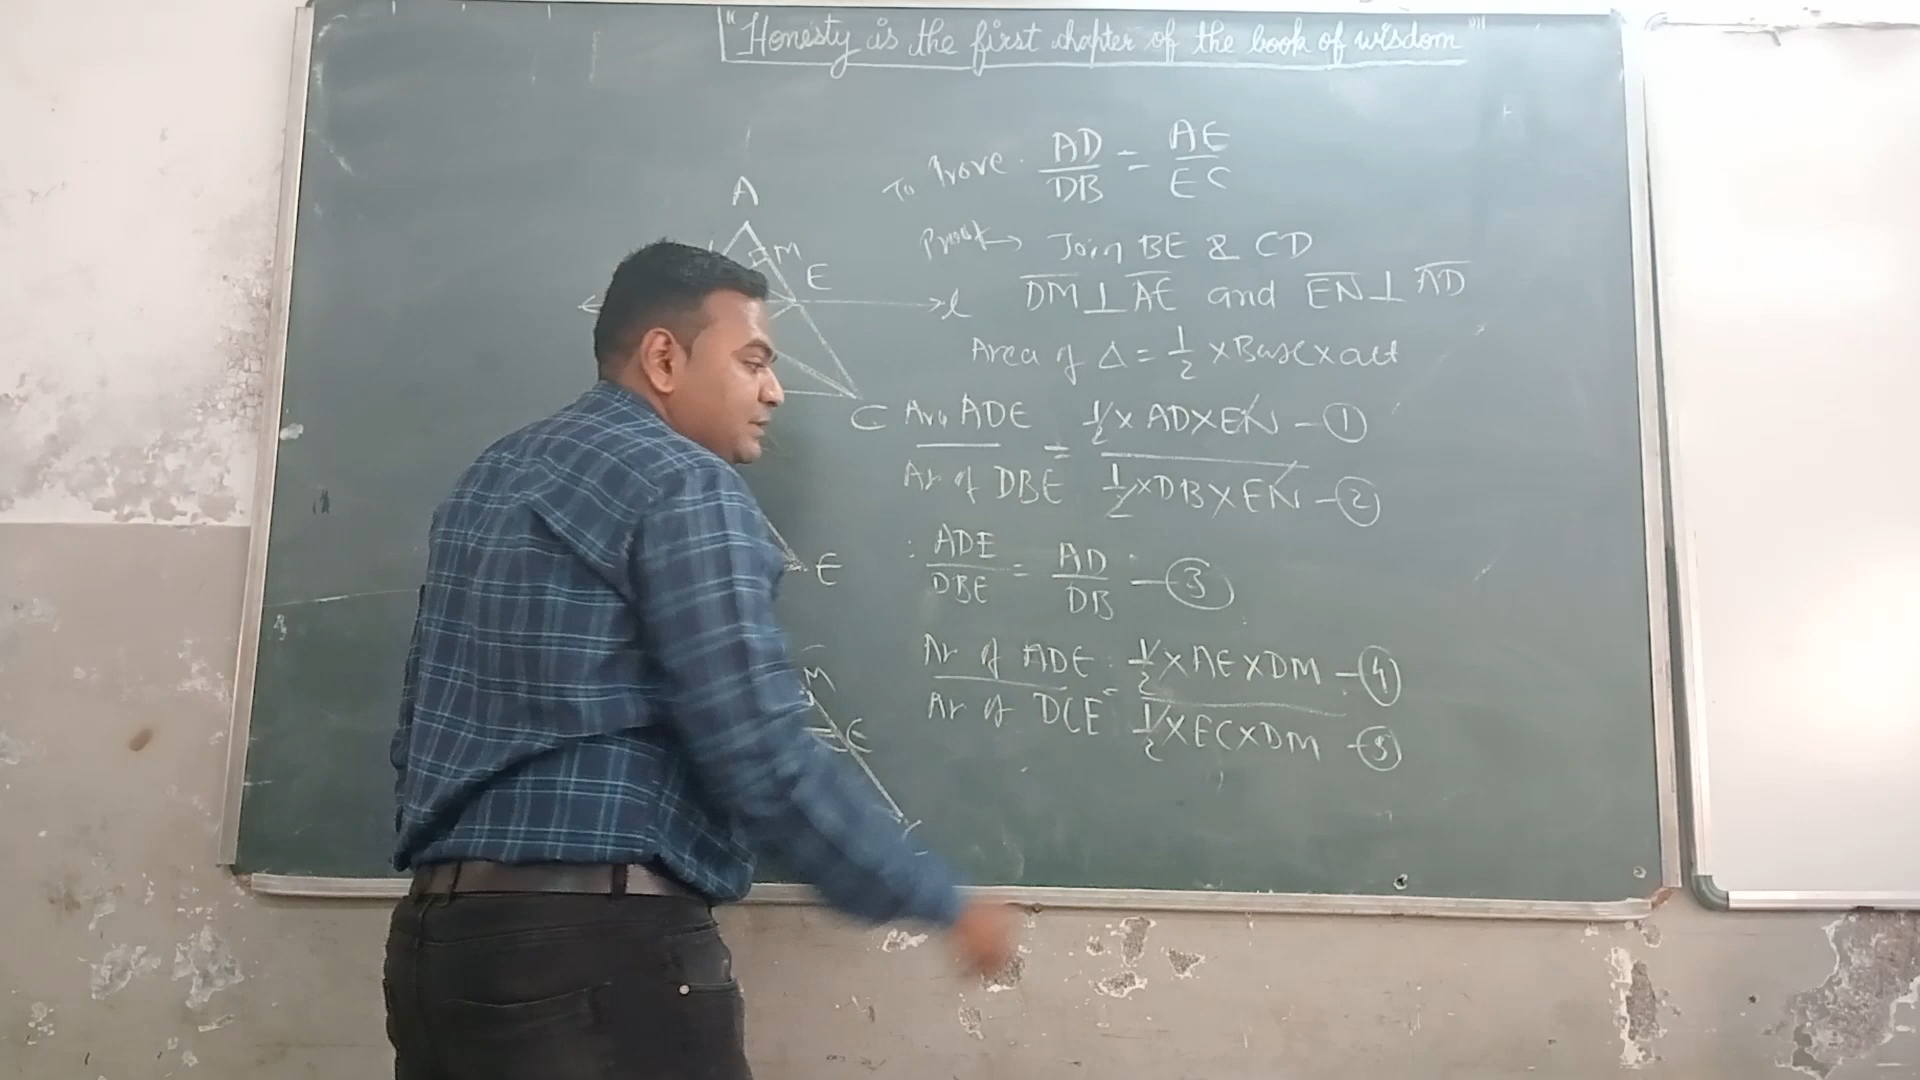 "Honesty is the first chapter of the book of wisdom"
To Prove. AD/DB = AE/EC
A
M
E
l
C
Proof → Join BE & CD
DM ⊥ AE and EN ⊥ AD
Area of Δ = 1/2 × Base × alt
Ar ADE / Ar of DBE = 1/2 × AD × EN – ① / 1/2 × DB × EN – ②
E
: ADE/DBE = AD/DB – ③
M
E
Ar of ADE / Ar of DCE = 1/2 × AE × DM – ④ / 1/2 × EC × DM – ⑤